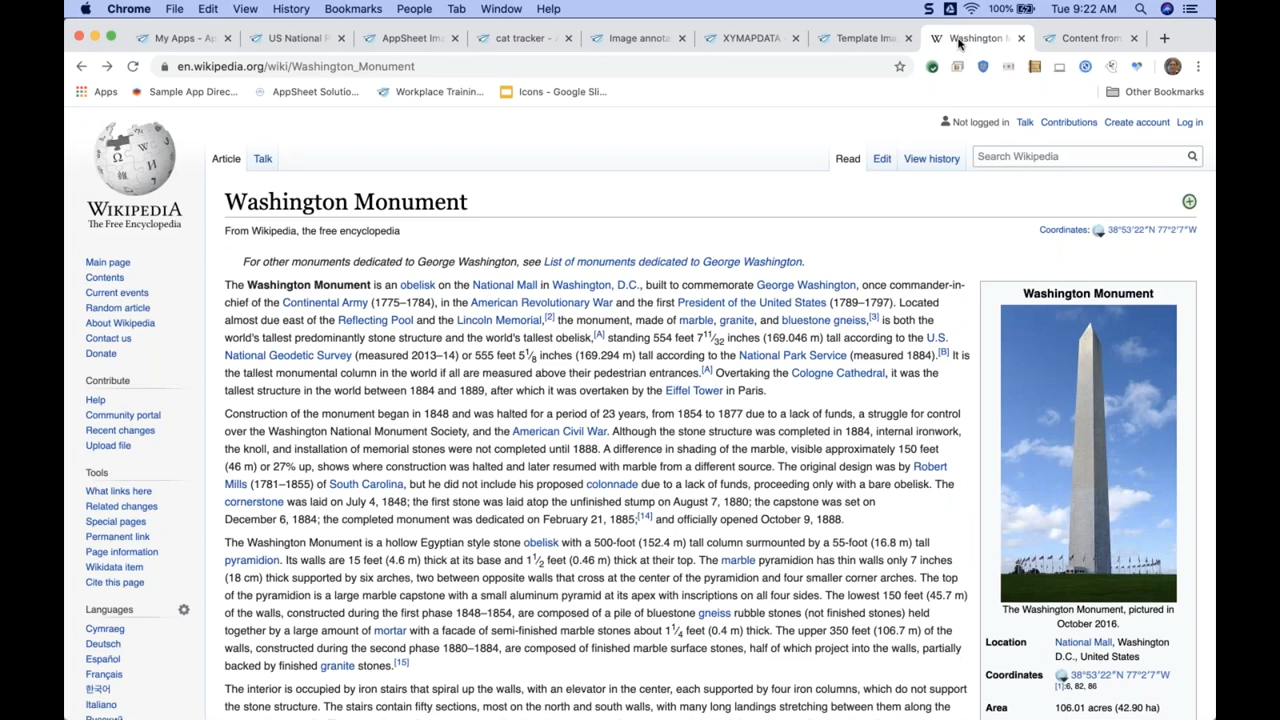 Chrome File Edit View History Bookmarks People Tab Window Help 100% Tue 9:22 AM
My Apps - Ap US National P AppSheet Ima cat tracker - A Image annota XYMAPDATA Template Ima W Washington M Content from
en.wikipedia.org/wiki/Washington_Monument
Apps Sample App Direc... AppSheet Solutio... Workplace Trainin... Icons - Google Sli... Other Bookmarks
Not logged in Talk Contributions Create account Log in
Article Talk Read Edit View history Search Wikipedia
WIKIPEDIA
The Free Encyclopedia
Main page
Contents
Current events
Random article
About Wikipedia
Contact us
Donate
Contribute
Help
Community portal
Recent changes
Upload file
Tools
What links here
Related changes
Special pages
Permanent link
Page information
Wikidata item
Cite this page
Languages
Cymraeg
Deutsch
Español
Français
한국어
Italiano
Русский
Washington Monument
From Wikipedia, the free encyclopedia
Coordinates: 38°53′22″N 77°2′7″W
For other monuments dedicated to George Washington, see List of monuments dedicated to George Washington.
The Washington Monument is an obelisk on the National Mall in Washington, D.C., built to commemorate George Washington, once commander-in-
chief of the Continental Army (1775–1784), in the American Revolutionary War and the first President of the United States (1789–1797). Located
almost due east of the Reflecting Pool and the Lincoln Memorial,[2] the monument, made of marble, granite, and bluestone gneiss,[3] is both the
world's tallest predominantly stone structure and the world's tallest obelisk,[A] standing 554 feet 7 11⁄32 inches (169.046 m) tall according to the U.S.
National Geodetic Survey (measured 2013–14) or 555 feet 5 1⁄8 inches (169.294 m) tall according to the National Park Service (measured 1884).[B] It is
the tallest monumental column in the world if all are measured above their pedestrian entrances.[A] Overtaking the Cologne Cathedral, it was the
tallest structure in the world between 1884 and 1889, after which it was overtaken by the Eiffel Tower in Paris.
Construction of the monument began in 1848 and was halted for a period of 23 years, from 1854 to 1877 due to a lack of funds, a struggle for control
over the Washington National Monument Society, and the American Civil War. Although the stone structure was completed in 1884, internal ironwork,
the knoll, and installation of memorial stones were not completed until 1888. A difference in shading of the marble, visible approximately 150 feet
(46 m) or 27% up, shows where construction was halted and later resumed with marble from a different source. The original design was by Robert
Mills (1781–1855) of South Carolina, but he did not include his proposed colonnade due to a lack of funds, proceeding only with a bare obelisk. The
cornerstone was laid on July 4, 1848; the first stone was laid atop the unfinished stump on August 7, 1880; the capstone was set on
December 6, 1884; the completed monument was dedicated on February 21, 1885;[14] and officially opened October 9, 1888.
The Washington Monument is a hollow Egyptian style stone obelisk with a 500-foot (152.4 m) tall column surmounted by a 55-foot (16.8 m) tall
pyramidion. Its walls are 15 feet (4.6 m) thick at its base and 1 1⁄2 feet (0.46 m) thick at their top. The marble pyramidion has thin walls only 7 inches
(18 cm) thick supported by six arches, two between opposite walls that cross at the center of the pyramidion and four smaller corner arches. The top
of the pyramidion is a large marble capstone with a small aluminum pyramid at its apex with inscriptions on all four sides. The lowest 150 feet (45.7 m)
of the walls, constructed during the first phase 1848–1854, are composed of a pile of bluestone gneiss rubble stones (not finished stones) held
together by a large amount of mortar with a facade of semi-finished marble stones about 1 1⁄4 feet (0.4 m) thick. The upper 350 feet (106.7 m) of the
walls, constructed during the second phase 1880–1884, are composed of finished marble surface stones, half of which project into the walls, partially
backed by finished granite stones.[15]
The interior is occupied by iron stairs that spiral up the walls, with an elevator in the center, each supported by four iron columns, which do not support
the stone structure. The stairs contain fifty sections, most on the north and south walls, with many long landings stretching between them along the
Washington Monument
The Washington Monument, pictured in
October 2016.
Location National Mall, Washington
D.C., United States
Coordinates 38°53′22″N 77°2′7″W
[1]:6, 82, 86
Area 106.01 acres (42.90 ha)